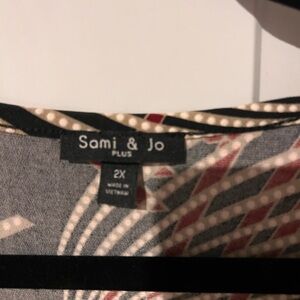 Sami & Jo
PLUS
2X
MADE IN
VIETNAM